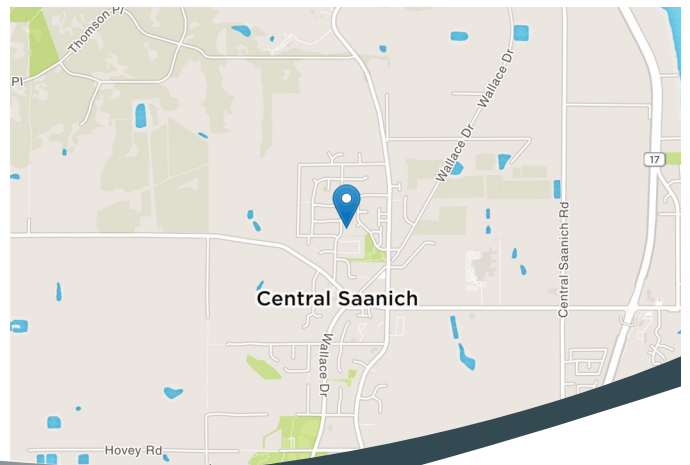 Thomson Pl
Pl
Wallace Dr
Wallace Dr
17
Central Saanich Rd
Central Saanich
Wallace Dr
Hovey Rd